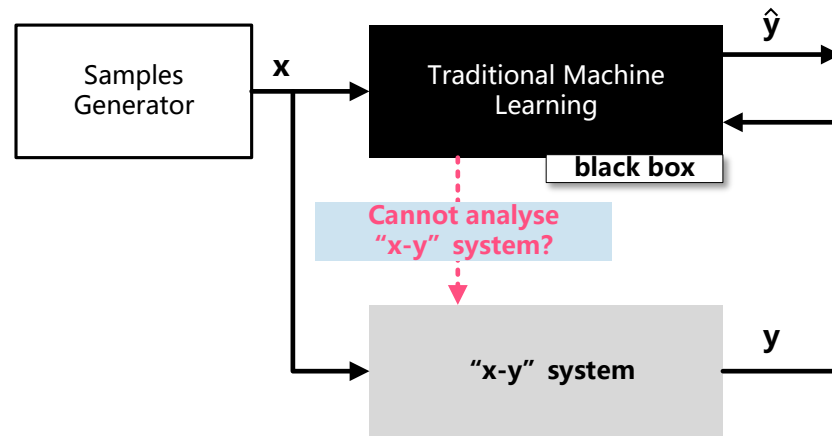 Samples
Generator
x
Traditional Machine
Learning
ŷ
black box
Cannot analyse
“x-y” system?
“x-y” system
y